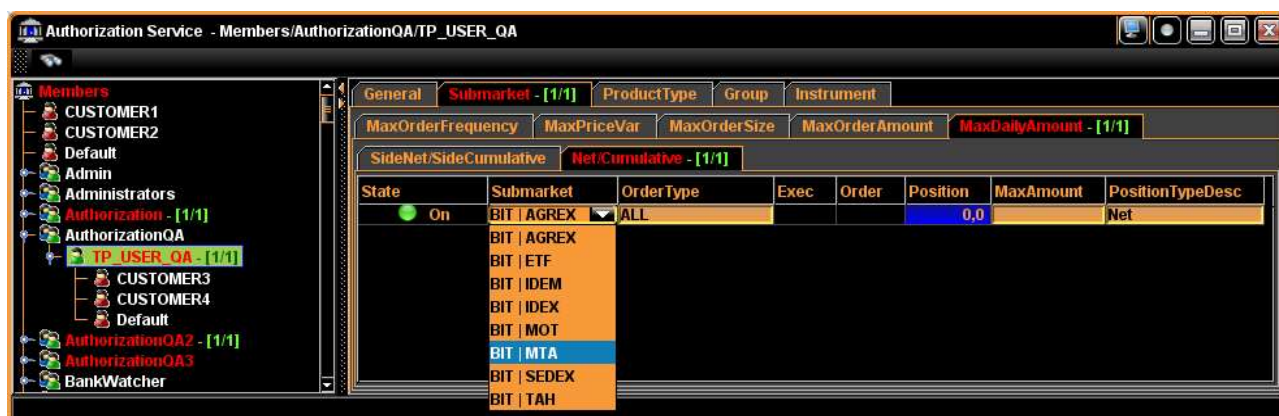 Authorization Service - Members/AuthorizationQA/TP_USER_QA
Members
CUSTOMER1
CUSTOMER2
Default
Admin
Administrators
Authorization - [1/1]
AuthorizationQA
TP_USER_QA - [1/1]
CUSTOMER3
CUSTOMER4
Default
AuthorizationQA2 - [1/1]
AuthorizationQA3
BankWatcher
General Submarket - [1/1] ProductType Group Instrument
MaxOrderFrequency MaxPriceVar MaxOrderSize MaxOrderAmount MaxDailyAmount - [1/1]
SideNet/SideCumulative Net/Cumulative - [1/1]
State Submarket OrderType Exec Order Position MaxAmount PositionTypeDesc
On BIT | AGREX ALL 0,0 Net
BIT | AGREX
BIT | ETF
BIT | IDEM
BIT | IDEX
BIT | MOT
BIT | MTA
BIT | SEDEX
BIT | TAH